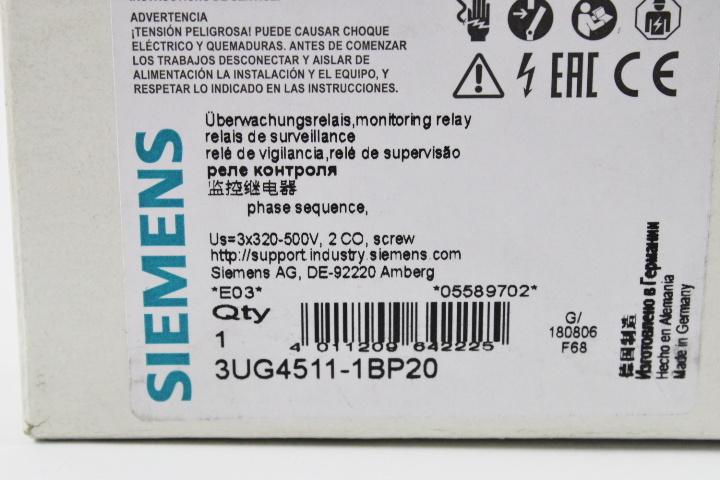 ADVERTENCIA
¡TENSIÓN PELIGROSA! PUEDE CAUSAR CHOQUE
ELÉCTRICO Y QUEMADURAS. ANTES DE COMENZAR
LOS TRABAJOS DESCONECTAR Y AISLAR DE
ALIMENTACIÓN LA INSTALACIÓN Y EL EQUIPO, Y
RESPETAR LO INDICADO EN LAS INSTRUCCIONES.
EAC CE
SIEMENS
Überwachungsrelais,monitoring relay
relais de surveillance
relé de vigilancia,relé de supervisão
реле контроля
监控继电器
phase sequence,
Us=3x320-500V, 2 CO, screw
http://support.industry.siemens.com
Siemens AG, DE-92220 Amberg
*E03* *05589702*
Qty
1
4 011209 642225
3UG4511-1BP20
G/
180806
F68
德国制造
Изготовлено в Германии
Hecho en Alemania
Made in Germany